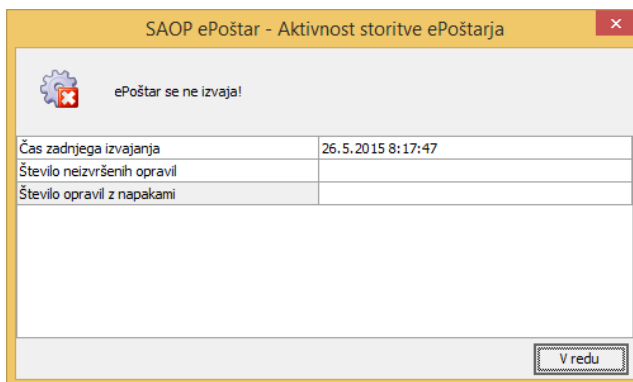 SAOP ePoštar - Aktivnost storitve ePoštarja
ePoštar se ne izvaja!
Čas zadnjega izvajanja 26.5.2015 8:17:47
Število neizvršenih opravil
Število opravil z napakami
V redu